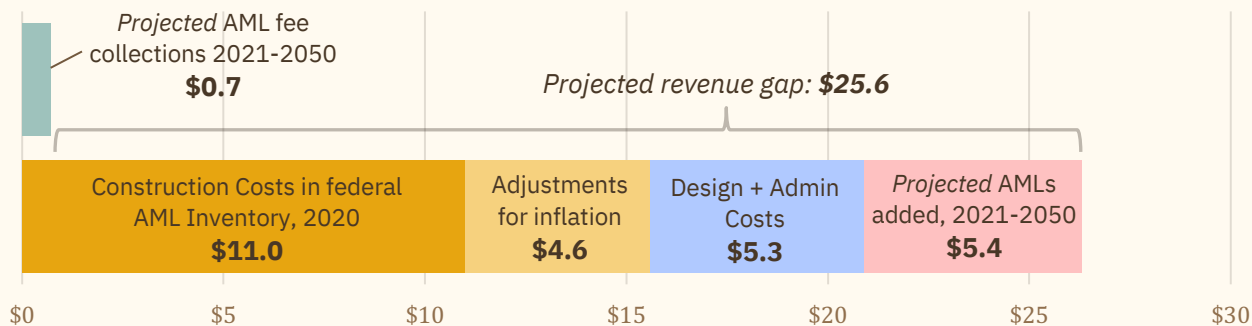 Projected AML fee
collections 2021-2050
$0.7
Projected revenue gap: $25.6
Construction Costs in federal
AML Inventory, 2020
$11.0
Adjustments
for inflation
$4.6
Design + Admin
Costs
$5.3
Projected AMLs
added, 2021-2050
$5.4
$0
$5
$10
$15
$20
$25
$30